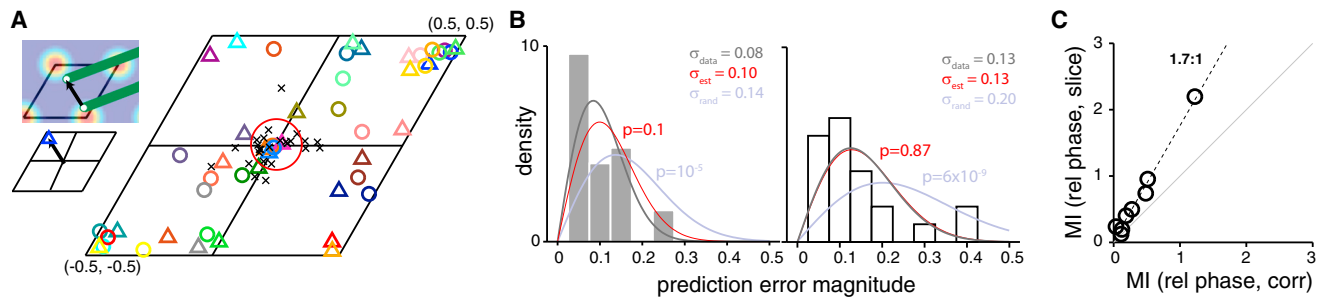 A
(0.5, 0.5)
(-0.5, -0.5)
B
10
density
0
σdata = 0.08
σest = 0.10
σrand = 0.14
p=0.1
p=10-5
0 0.1 0.2 0.3 0.4 0.5
σdata = 0.13
σest = 0.13
σrand = 0.20
p=0.87
p=6x10-9
0 0.1 0.2 0.3 0.4 0.5
prediction error magnitude
C
MI (rel phase, slice)
3
2
1
0
1.7:1
0 1 2 3
MI (rel phase, corr)